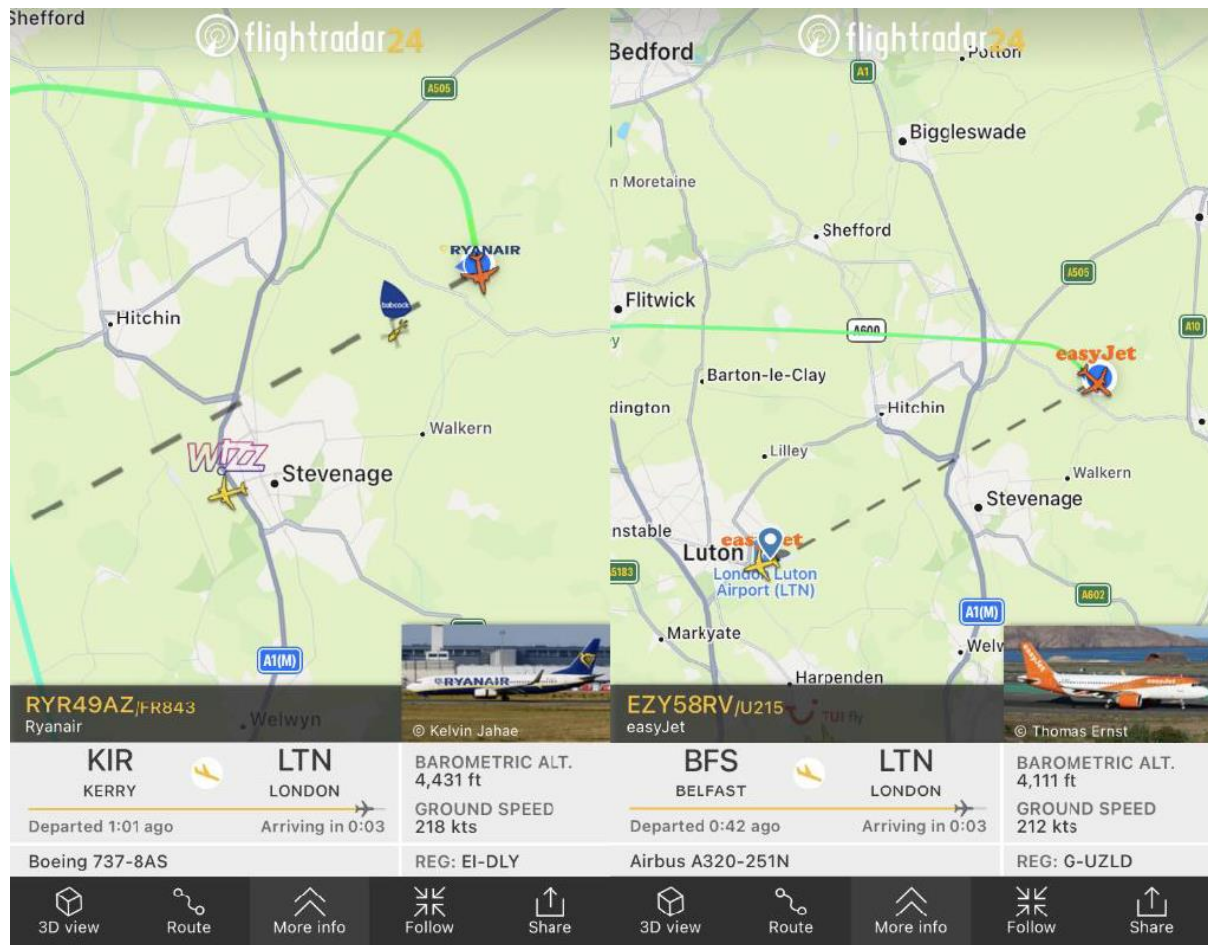 Shefford
flightradar24
A505
RYANAIR
babcock
Hitchin
Walkern
Wizz
Stevenage
A1(M)
RYR49AZ/FR843
Ryanair
Welwyn
RYANAIR
© Kelvin Jahae
KIR
KERRY
LTN
LONDON
Departed 1:01 ago
Arriving in 0:03
BAROMETRIC ALT.
4,431 ft
GROUND SPEED
218 kts
Boeing 737-8AS
REG: EI-DLY
3D view
Route
More info
Follow
Share
Bedford
flightradar24
Potton
A1
Biggleswade
n Moretaine
Shefford
A505
Flitwick
A600
A10
ey
easyJet
Barton-le-Clay
dington
Hitchin
Lilley
Walkern
Stevenage
nstable
easyJet
Luton
London Luton
Airport (LTN)
5183
A602
A1(M)
Markyate
Welw
Harpenden
EZY58RV/U215
easyJet
TUI fly
easyJet
© Thomas Ernst
BFS
BELFAST
LTN
LONDON
Departed 0:42 ago
Arriving in 0:03
BAROMETRIC ALT.
4,111 ft
GROUND SPEED
212 kts
Airbus A320-251N
REG: G-UZLD
3D view
Route
More info
Follow
Share